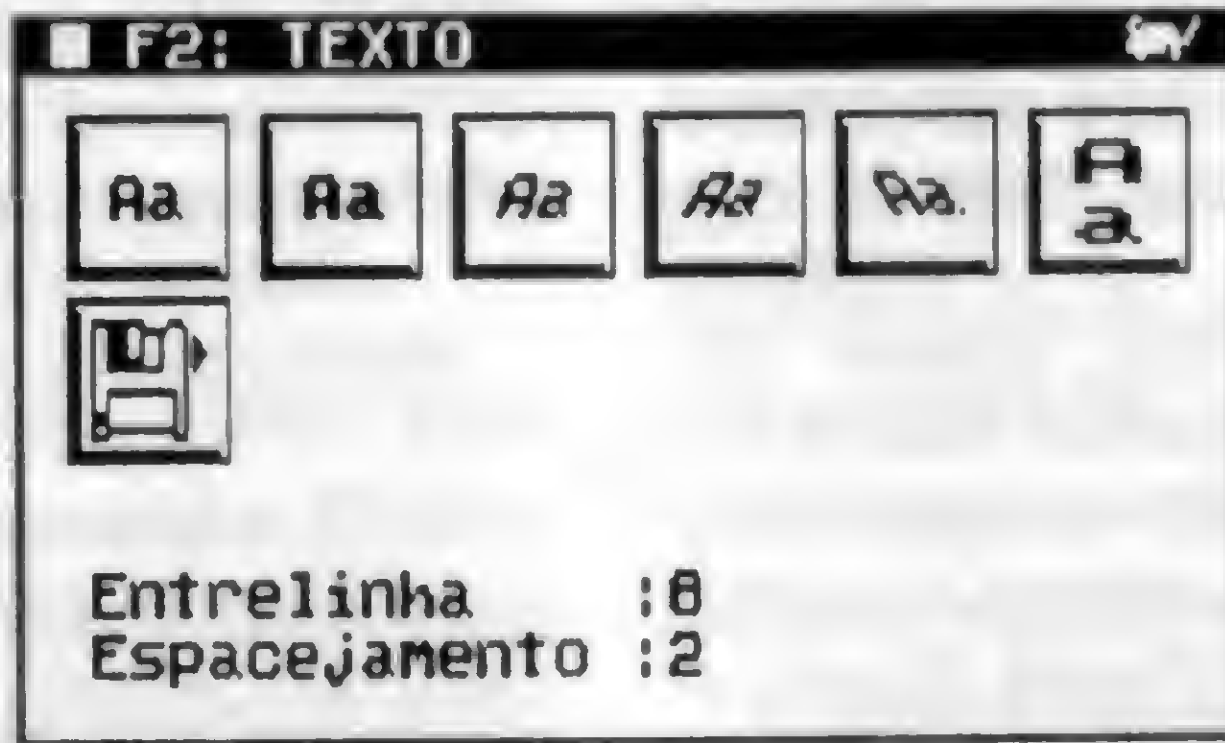 F2: TEXTO
Aa Aa Aa Aa Aa. A
a
Entrelinha :8
Espacejamento :2